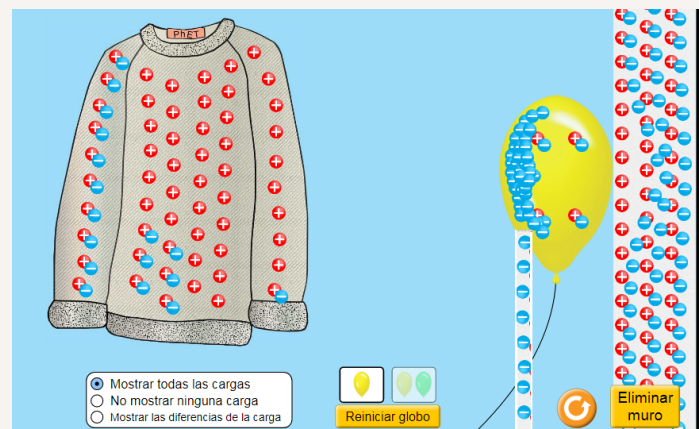 PhET
Mostrar todas las cargas
No mostrar ninguna carga
Mostrar las diferencias de la carga
Reiniciar globo
Eliminar
muro